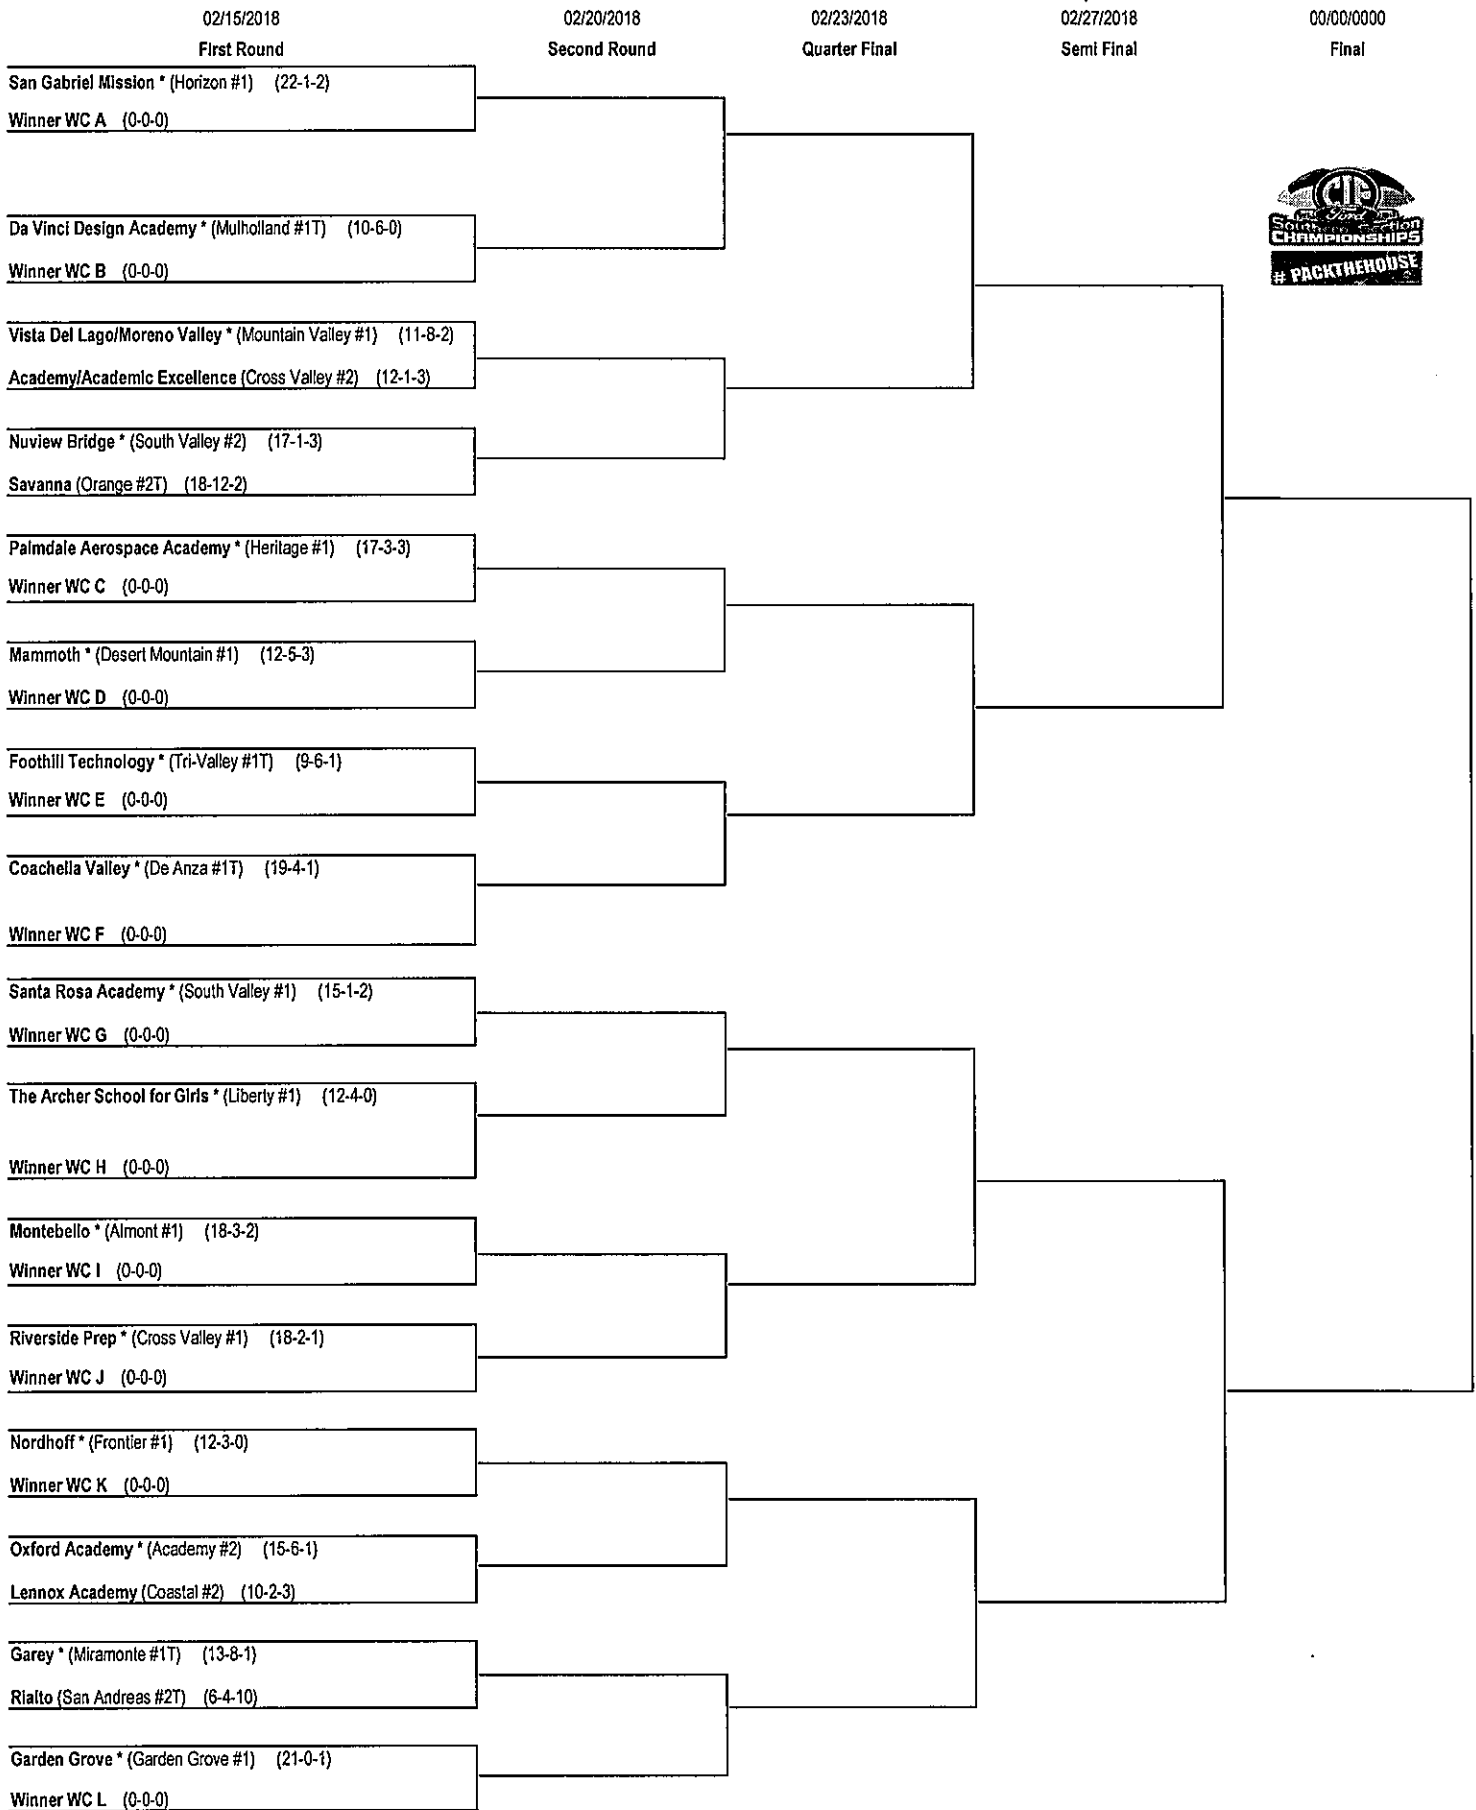 02/15/2018 02/20/2018 02/23/2018 02/27/2018 00/00/0000
First Round Second Round Quarter Final Semi Final Final
San Gabriel Mission * (Horizon #1) (22-1-2)
Winner WC A (0-0-0)
Da Vinci Design Academy * (Mulholland #1T) (10-6-0)
Winner WC B (0-0-0)
CIF
Ford
Southern Section
CHAMPIONSHIPS
# PACKTHEHOUSE
Vista Del Lago/Moreno Valley * (Mountain Valley #1) (11-8-2)
Academy/Academic Excellence (Cross Valley #2) (12-1-3)
Nuview Bridge * (South Valley #2) (17-1-3)
Savanna (Orange #2T) (18-12-2)
Palmdale Aerospace Academy * (Heritage #1) (17-3-3)
Winner WC C (0-0-0)
Mammoth * (Desert Mountain #1) (12-5-3)
Winner WC D (0-0-0)
Foothill Technology * (Tri-Valley #1T) (9-6-1)
Winner WC E (0-0-0)
Coachella Valley * (De Anza #1T) (19-4-1)
Winner WC F (0-0-0)
Santa Rosa Academy * (South Valley #1) (15-1-2)
Winner WC G (0-0-0)
The Archer School for Girls * (Liberty #1) (12-4-0)
Winner WC H (0-0-0)
Montebello * (Almont #1) (18-3-2)
Winner WC I (0-0-0)
Riverside Prep * (Cross Valley #1) (18-2-1)
Winner WC J (0-0-0)
Nordhoff * (Frontier #1) (12-3-0)
Winner WC K (0-0-0)
Oxford Academy * (Academy #2) (15-6-1)
Lennox Academy (Coastal #2) (10-2-3)
Garey * (Miramonte #1T) (13-8-1)
Rialto (San Andreas #2T) (6-4-10)
Garden Grove * (Garden Grove #1) (21-0-1)
Winner WC L (0-0-0)